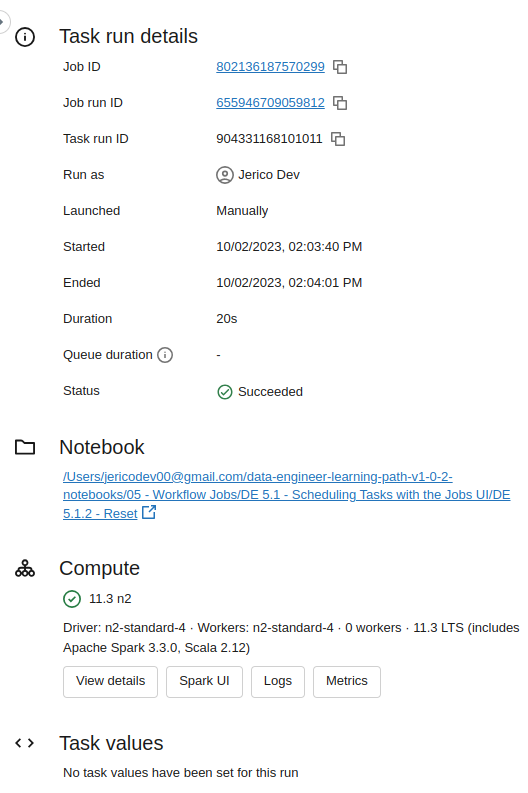 Task run details
Job ID 802136187570299
Job run ID 655946709059812
Task run ID 904331168101011
Run as Jerico Dev
Launched Manually
Started 10/02/2023, 02:03:40 PM
Ended 10/02/2023, 02:04:01 PM
Duration 20s
Queue duration -
Status Succeeded
Notebook
/Users/jericodev00@gmail.com/data-engineer-learning-path-v1-0-2-
notebooks/05 - Workflow Jobs/DE 5.1 - Scheduling Tasks with the Jobs UI/DE
5.1.2 - Reset
Compute
11.3 n2
Driver: n2-standard-4 · Workers: n2-standard-4 · 0 workers · 11.3 LTS (includes
Apache Spark 3.3.0, Scala 2.12)
View details Spark UI Logs Metrics
Task values
No task values have been set for this run